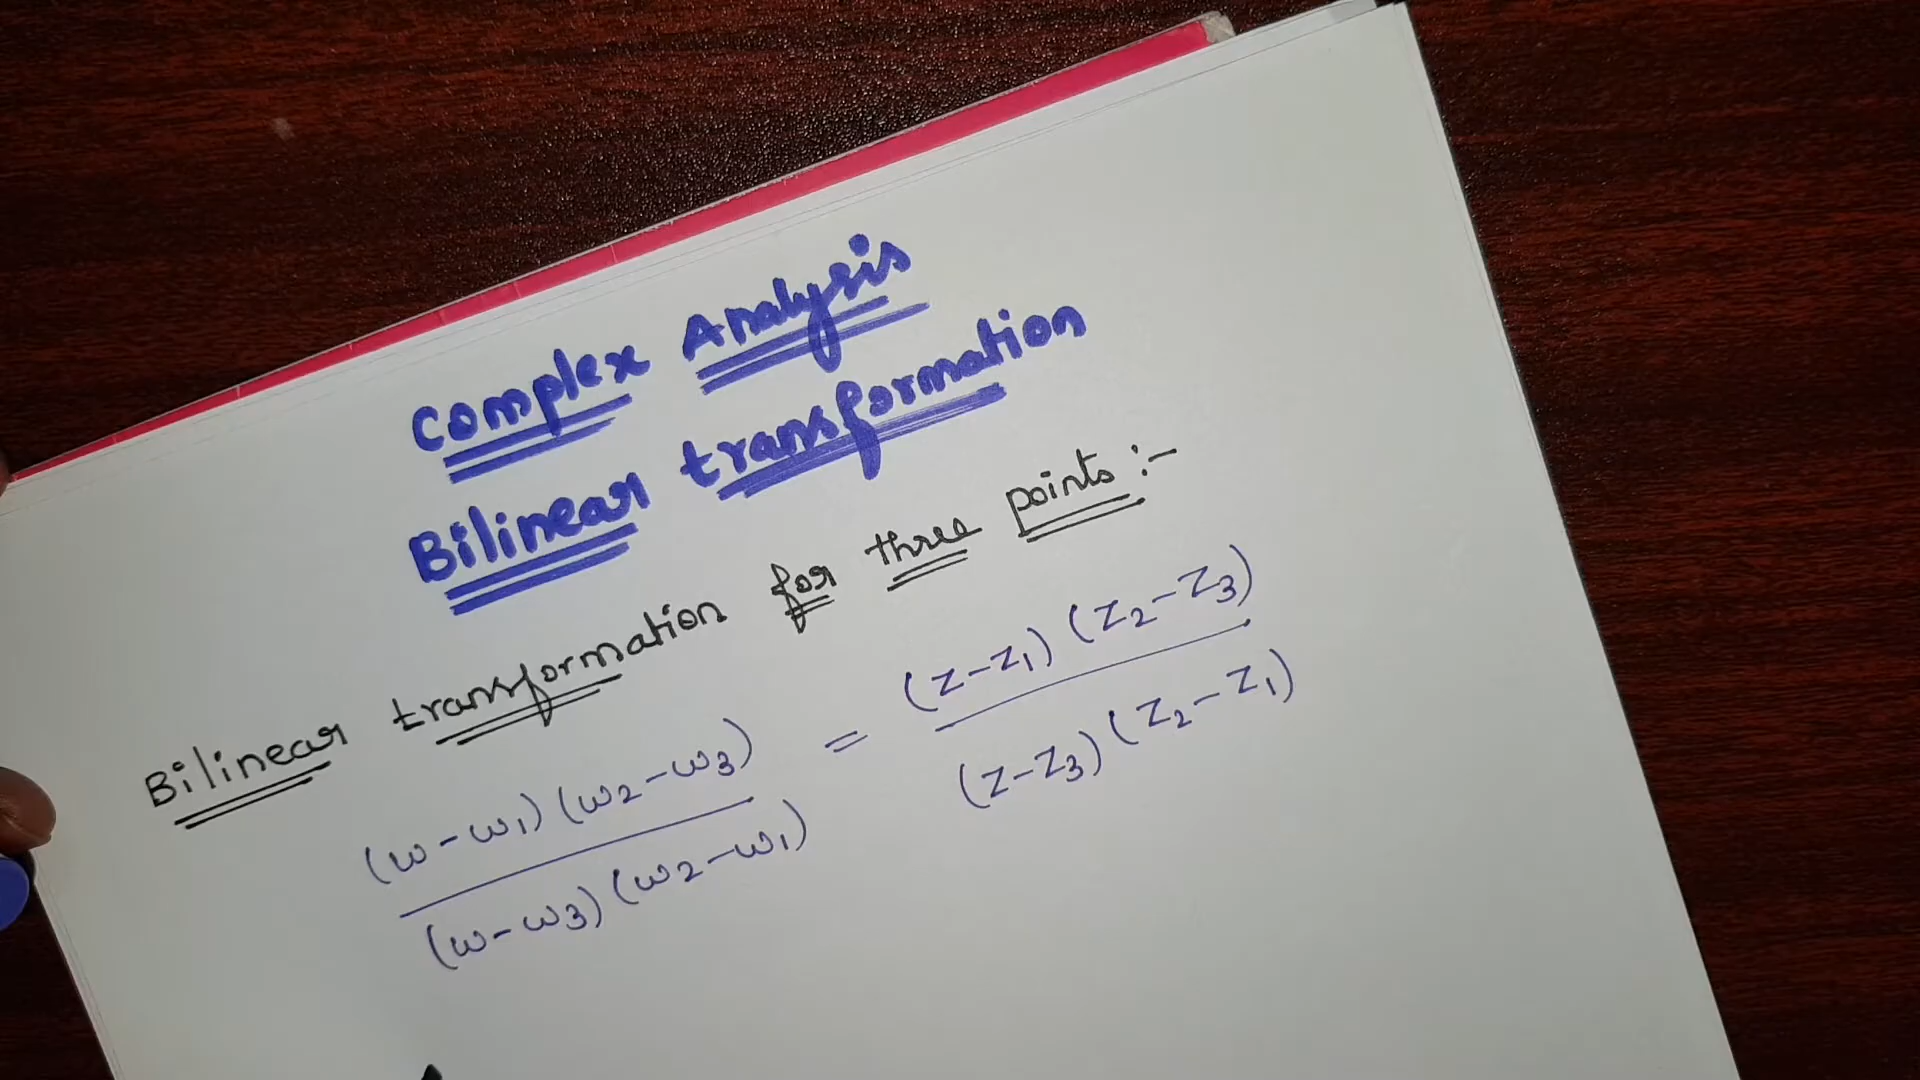 Complex Analysis
Bilinear transformation
Bilinear transformation for three points :-
(w-w₁) (w₂-w₃) = (z-z₁) (z₂-z₃)
(w-w₃) (w₂-w₁) (z-z₃) (z₂-z₁)